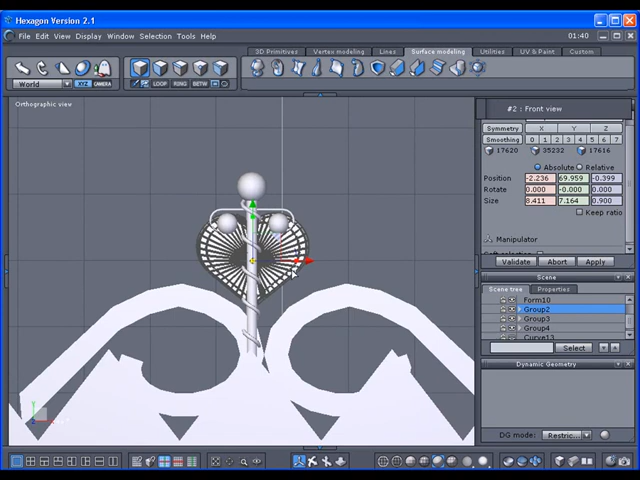 Hexagon Version 2.1
File Edit View Display Window Selection Tools Help
01:40
3D Primitives Vertex modeling Lines Surface modeling Utilities UV & Paint Custom
World XYZ CAMERA
LOOP RING BETW
Orthographic view
#2 : Front view
Symmetry X Y Z
Smoothing 0 1 2 3 4 5 6 7
17620 35232 17616
Absolute Relative
Position -2.236 69.959 -0.399
Rotate 0.000 -0.000 0.000
Size 8.411 7.164 0.900
Keep ratio
Manipulator
Soft selection
Validate Abort Apply
Scene
Scene tree Properties
Form10
Group2
Group3
Group4
Curve13
Select
Dynamic Geometry
DG mode: Restric...